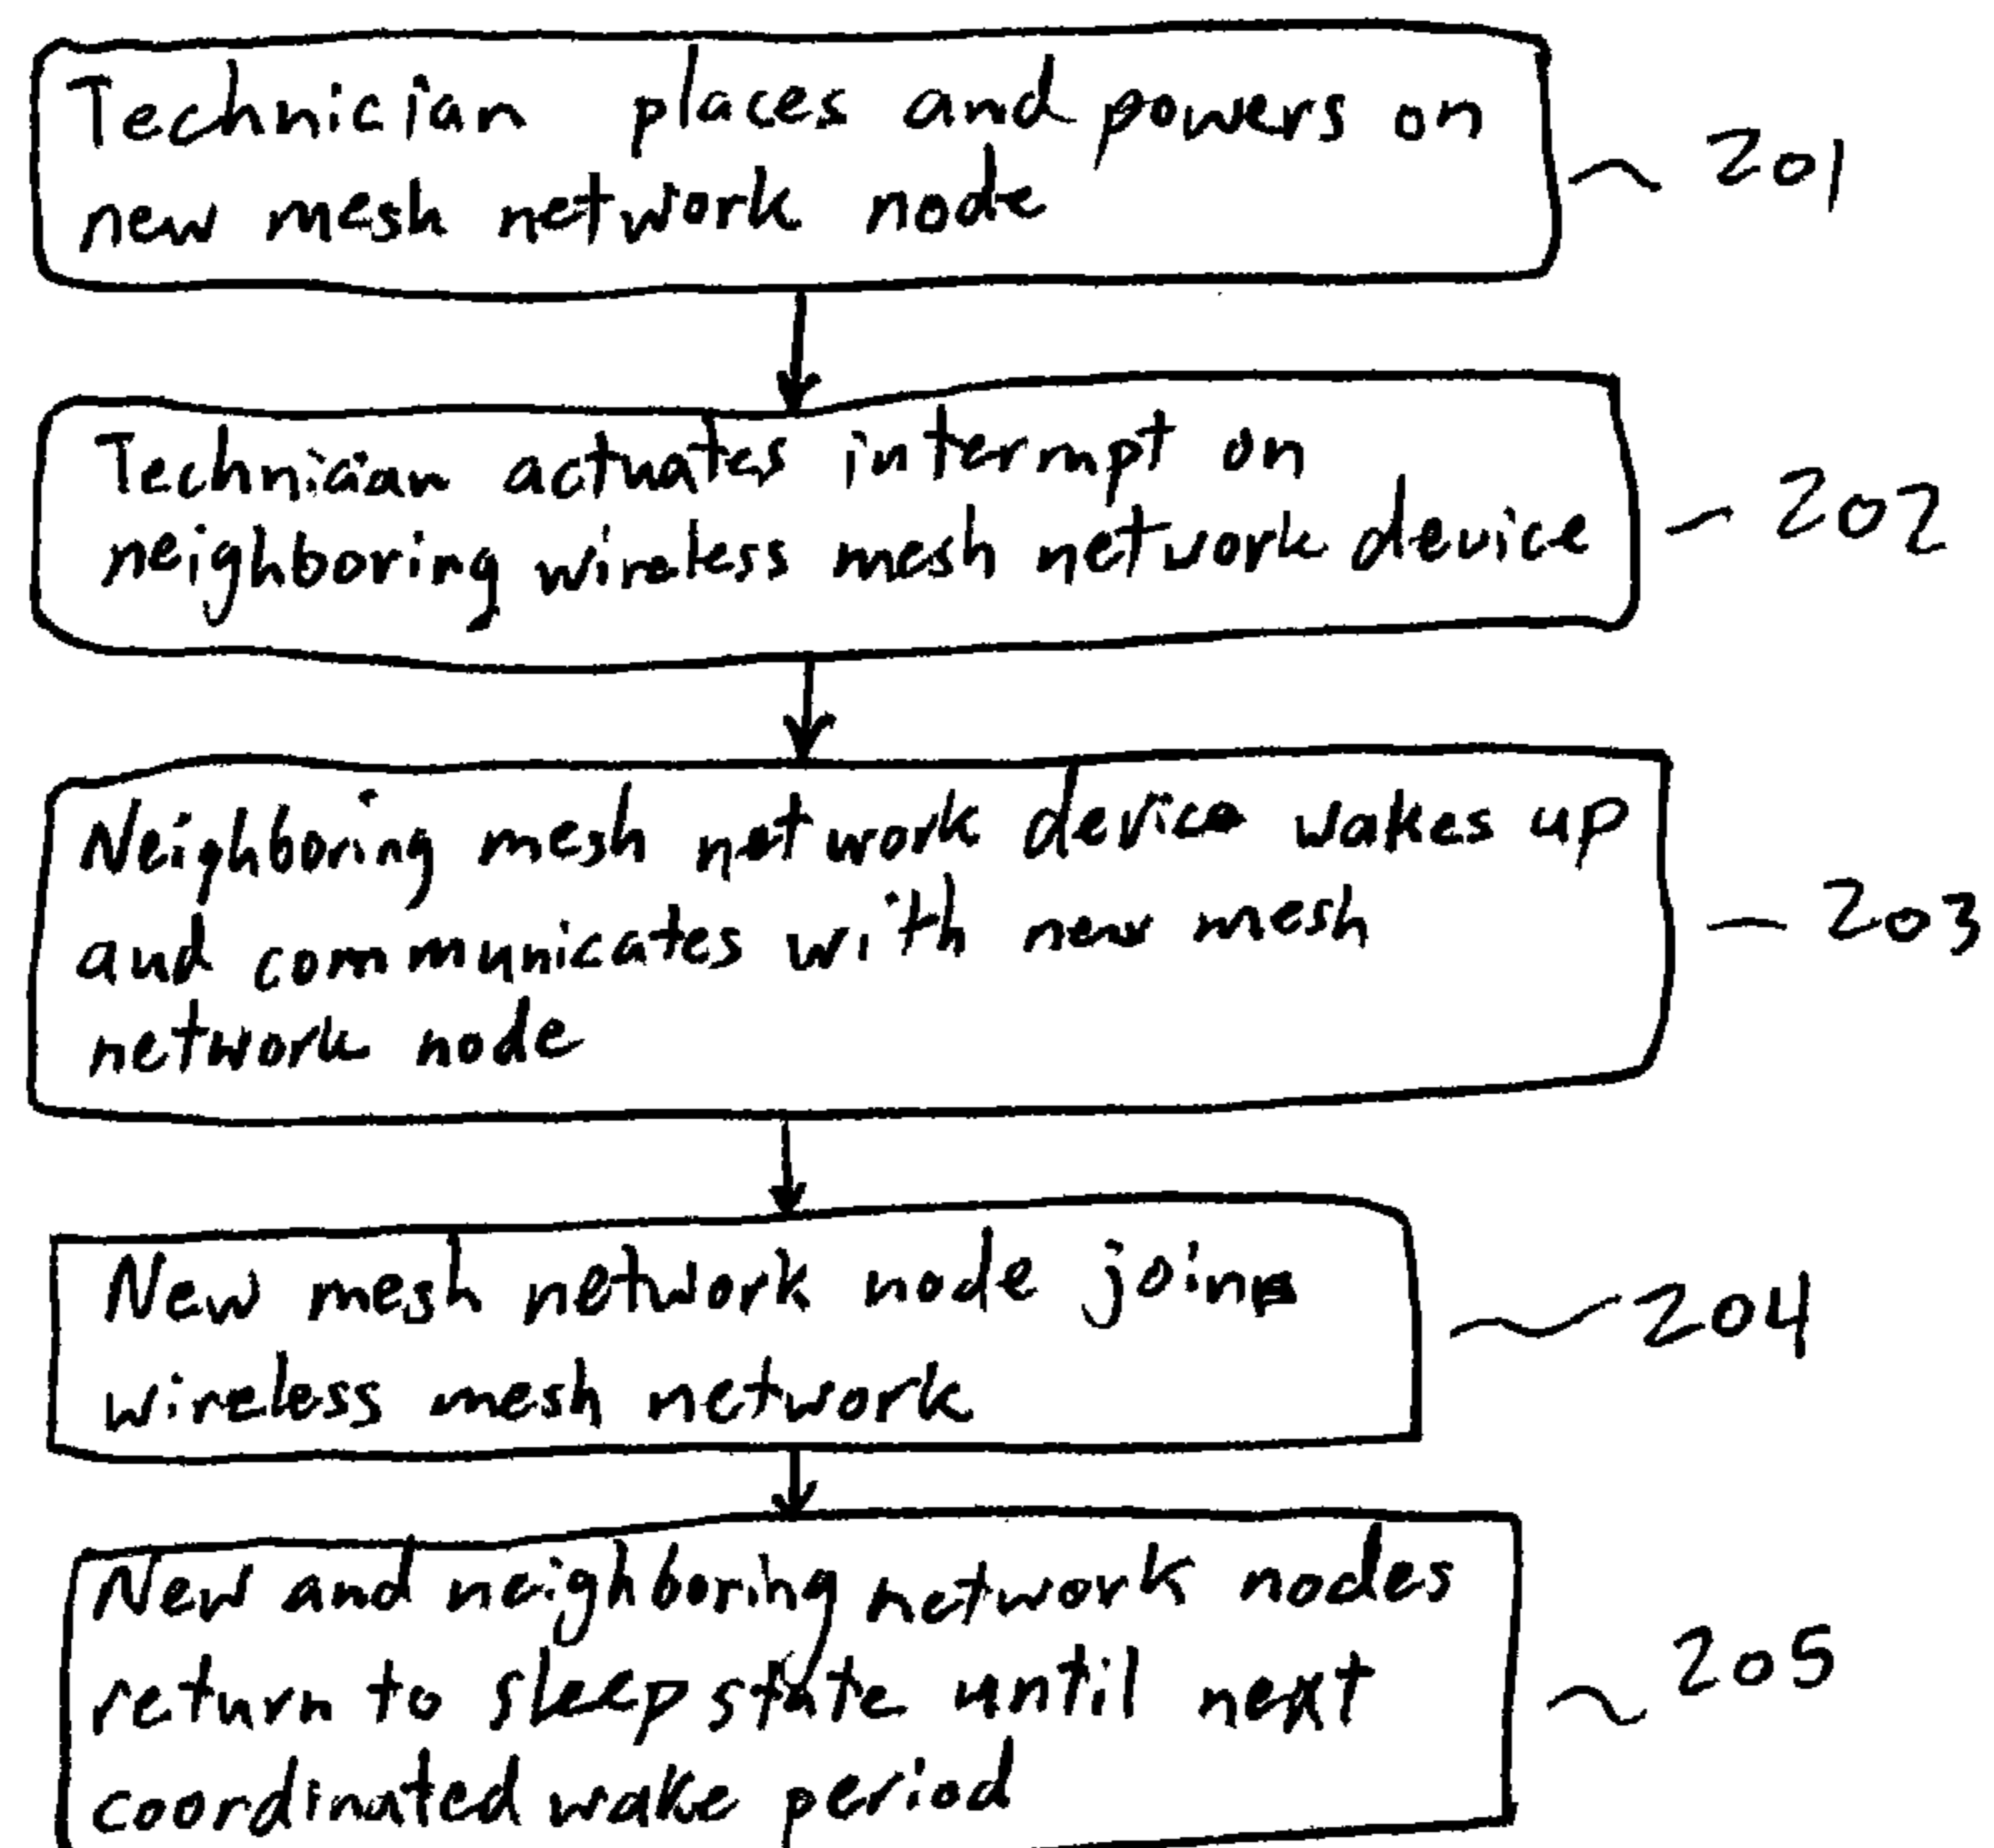 Technician places and powers on
new mesh network node
201
Technician actuates interrupt on
neighboring wireless mesh network device
202
Neighboring mesh network device wakes up
and communicates with new mesh
network node
203
New mesh network node joins
wireless mesh network
204
New and neighboring network nodes
return to sleep state until next
coordinated wake period
205